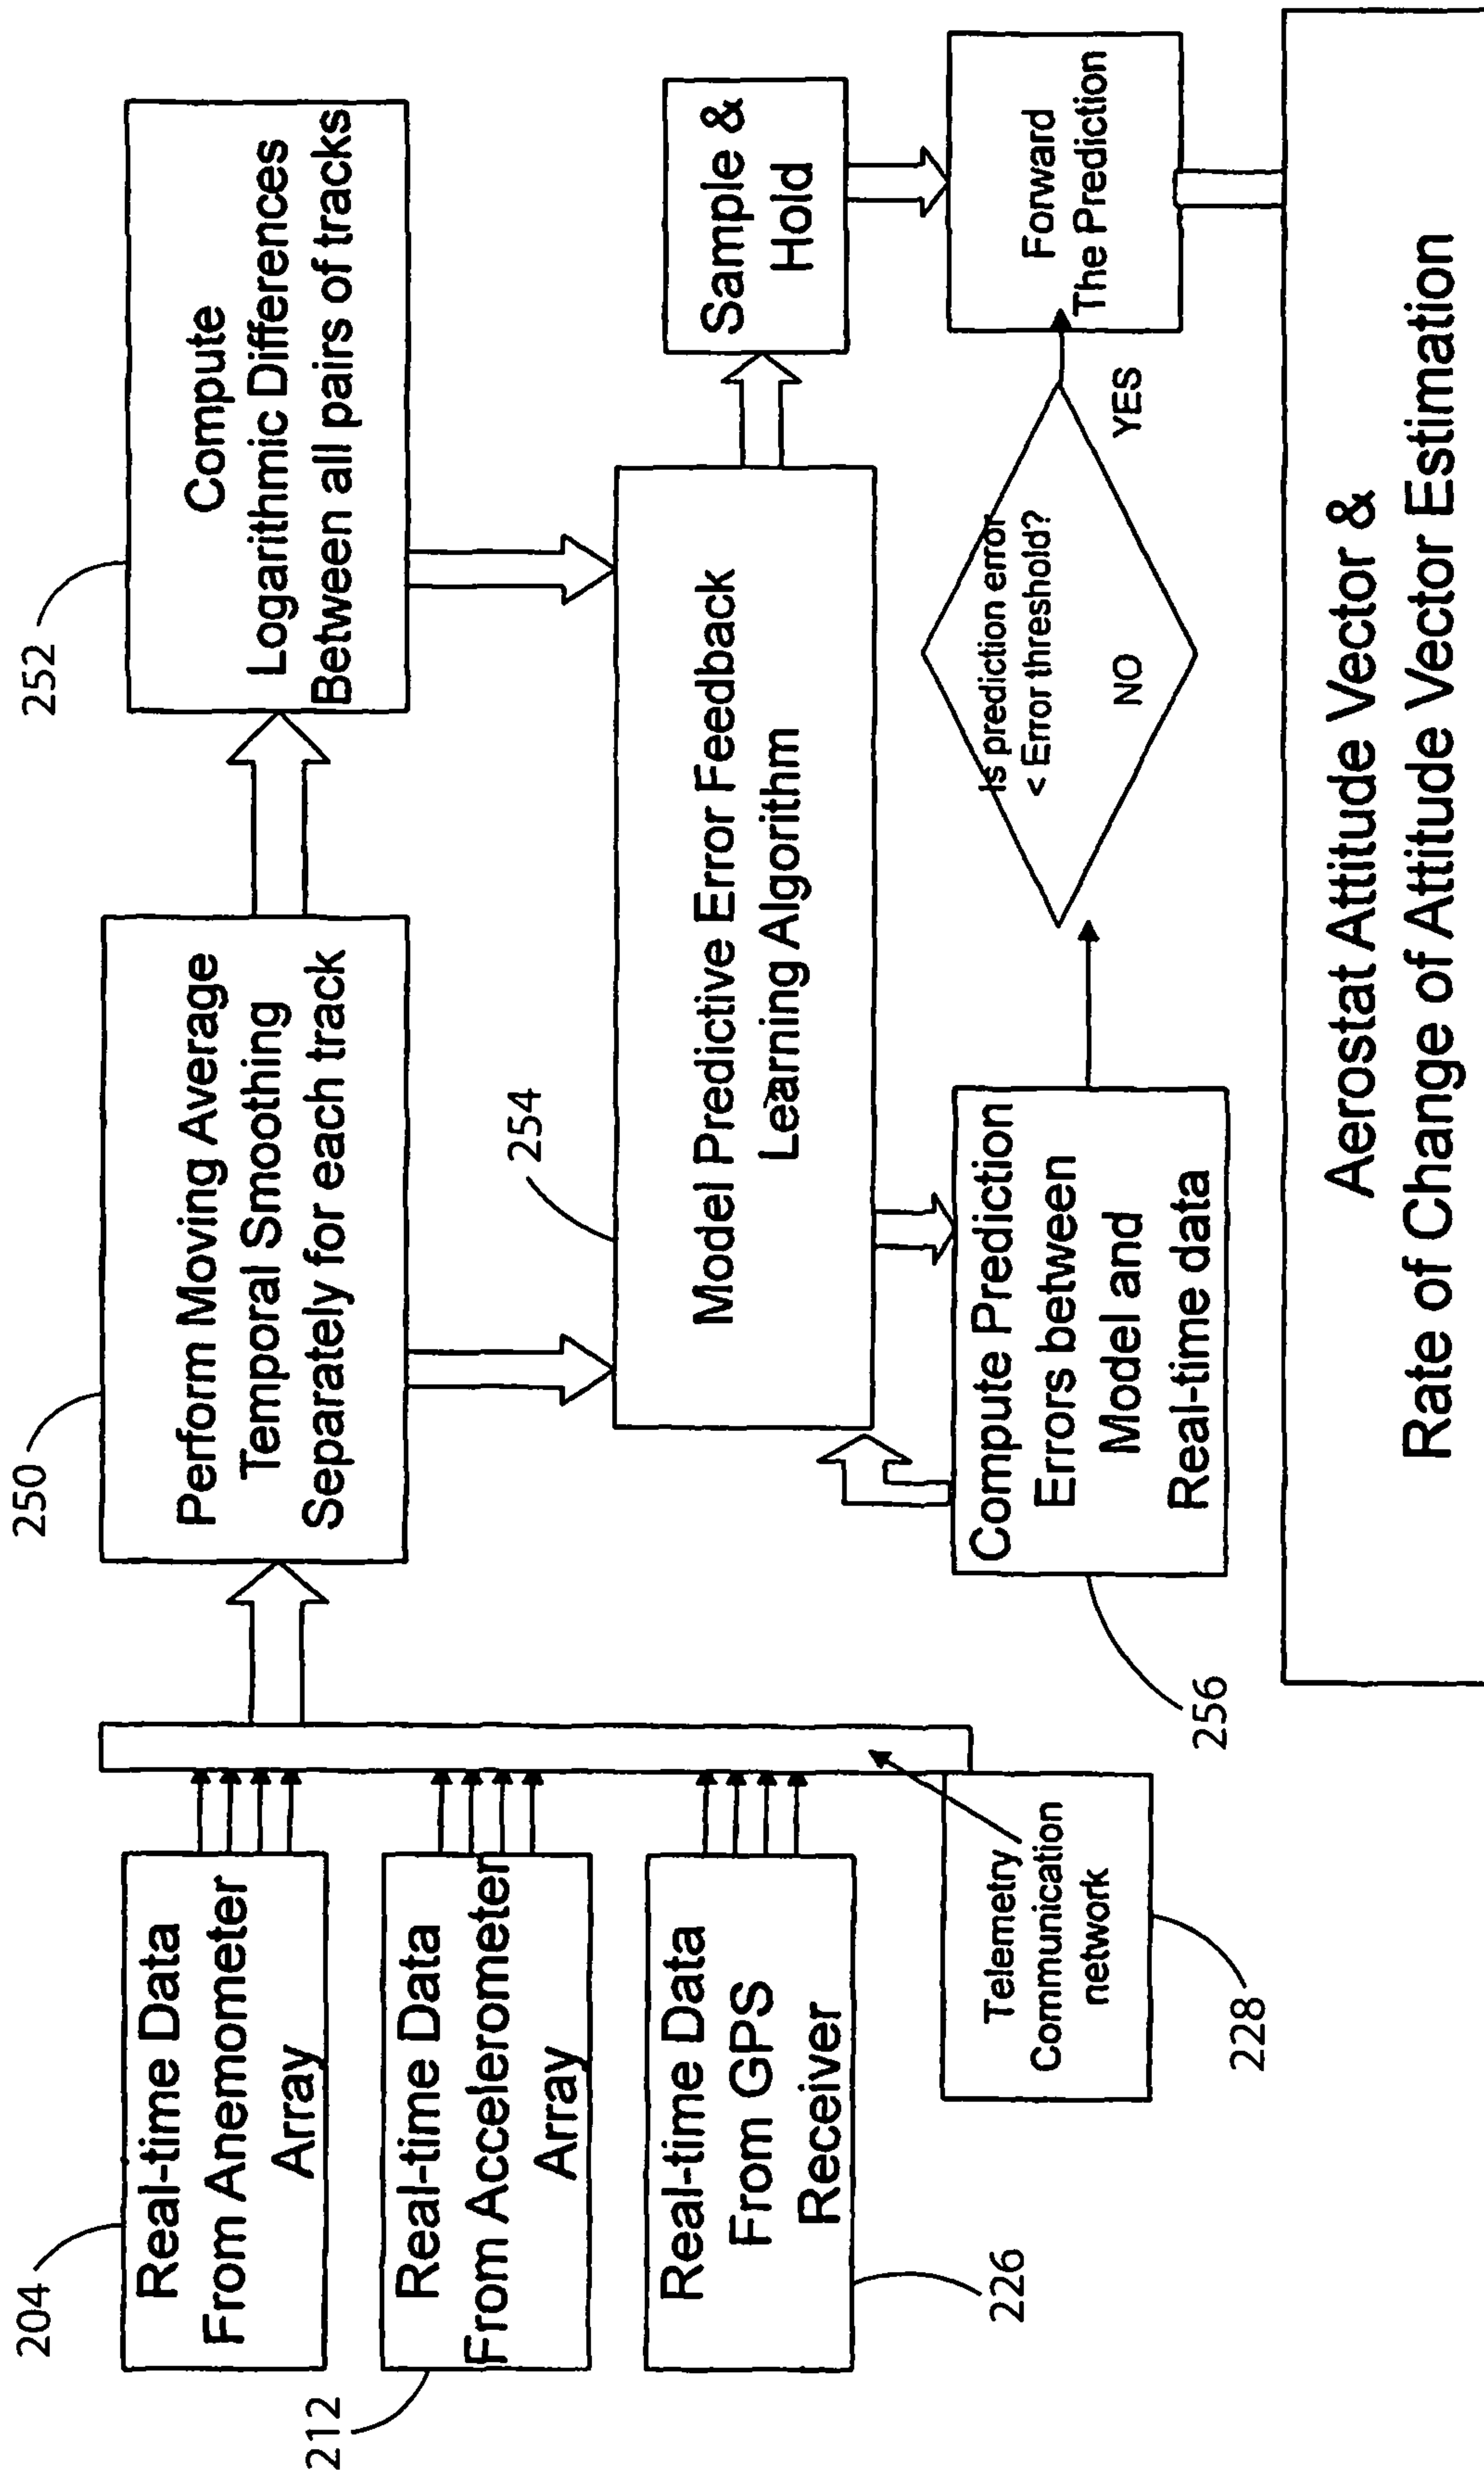 204
Real-time Data
From Anemometer
Array
212
Real-time Data
From Accelerometer
Array
Real-time Data
From GPS
Receiver
226
Telemetry
Communication
network
228
250
Perform Moving Average
Temporal Smoothing
Separately for each track
252
Compute
Logarithmic Differences
Between all pairs of tracks
254
Model Predictive Error Feedback
Learning Algorithm
Sample &
Hold
Compute Prediction
Errors between
Model and
Real-time data
256
Is prediction error
< Error threshold?
NO
YES
Forward
The Prediction
Aerostat Attitude Vector &
Rate of Change of Attitude Vector Estimation